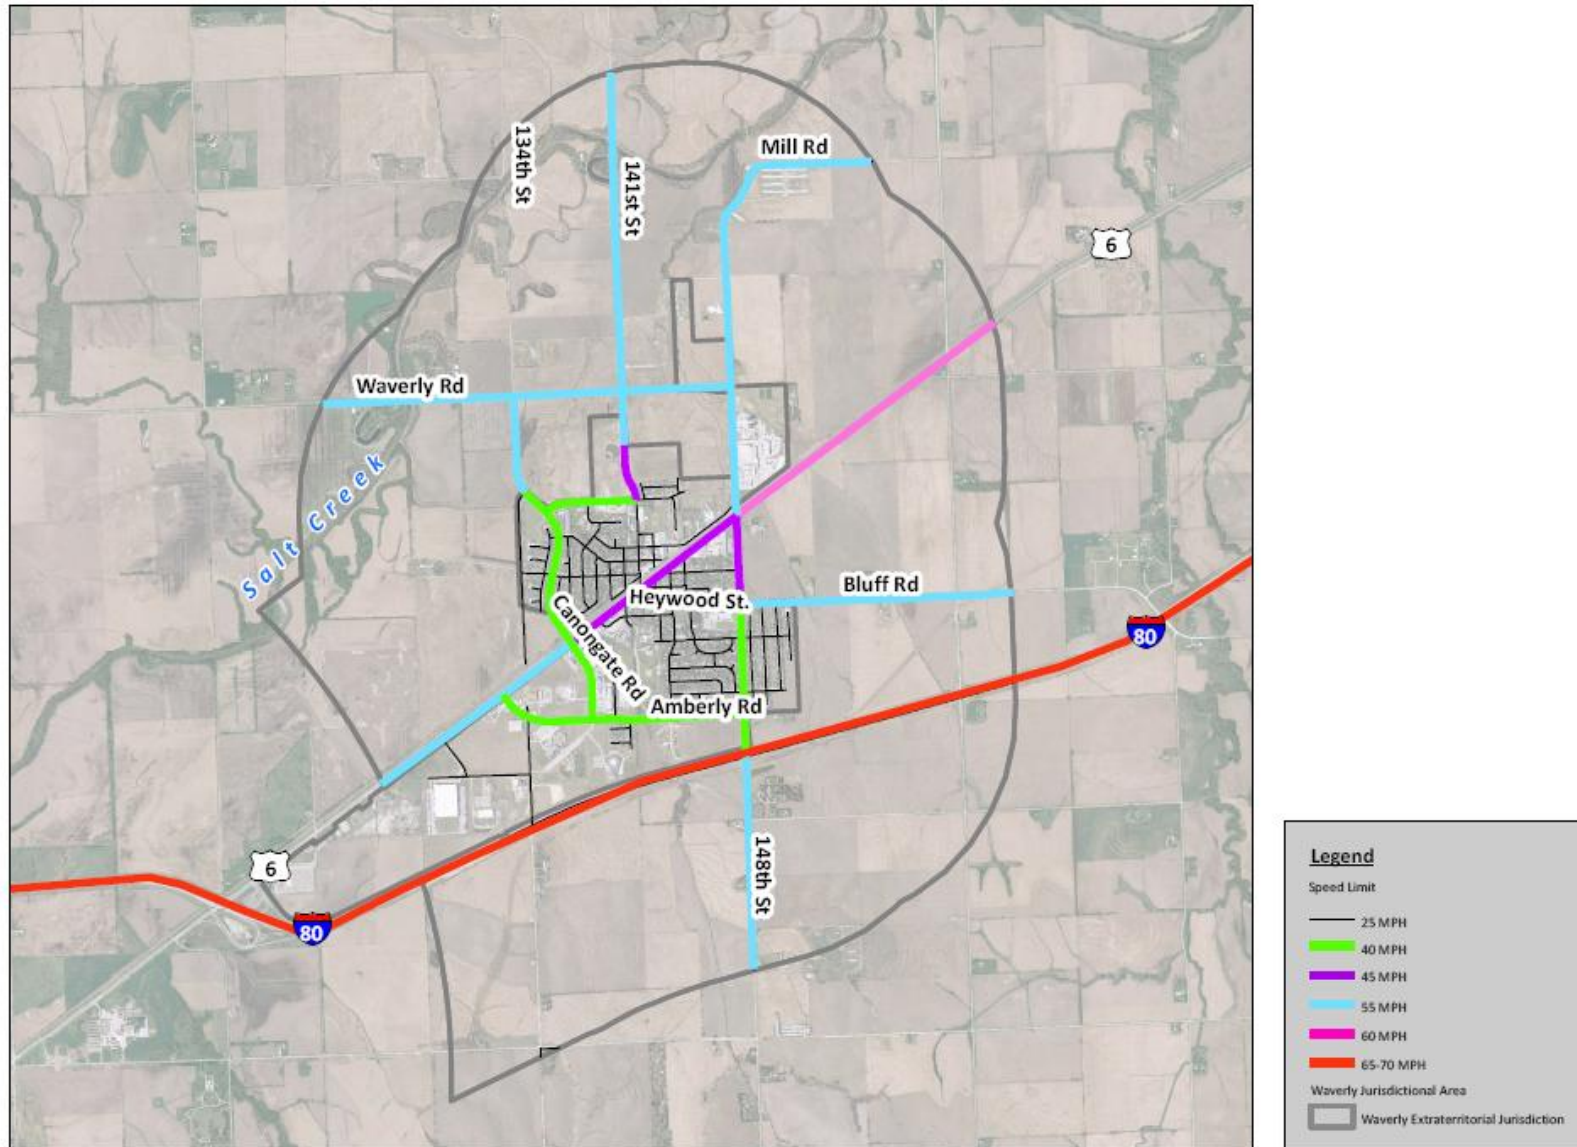 134th St
141st St
Mill Rd
6
Waverly Rd
Salt Creek
Bluff Rd
Heywood St.
Canongate Rd
80
Amberly Rd
148th St
6
80
Legend
Speed Limit
25 MPH
40 MPH
45 MPH
55 MPH
60 MPH
65-70 MPH
Waverly Jurisdictional Area
Waverly Extraterritorial Jurisdiction